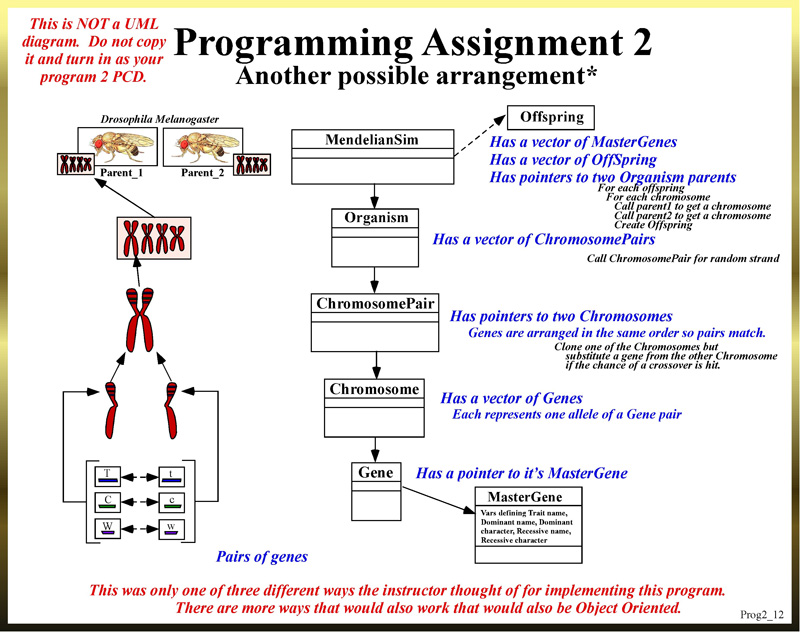 This is NOT a UML
diagram. Do not copy
it and turn in as your
program 2 PCD.
Programming Assignment 2
Another possible arrangement*
Drosophila Melanogaster
Parent_1
Parent_2
MendelianSim
Offspring
Has a vector of MasterGenes
Has a vector of OffSpring
Has pointers to two Organism parents
For each offspring
For each chromosome
Call parent1 to get a chromosome
Call parent2 to get a chromosome
Create Offspring
Organism
Has a vector of ChromosomePairs
Call ChromosomePair for random strand
ChromosomePair
Has pointers to two Chromosomes
Genes are arranged in the same order so pairs match.
Clone one of the Chromosomes but
substitute a gene from the other Chromosome
if the chance of a crossover is hit.
Chromosome
Has a vector of Genes
Each represents one allele of a Gene pair
Gene
Has a pointer to it's MasterGene
MasterGene
Vars defining Trait name,
Dominant name, Dominant
character, Recessive name,
Recessive character
T t
C c
W w
Pairs of genes
This was only one of three different ways the instructor thought of for implementing this program.
There are more ways that would also work that would also be Object Oriented.
Prog2_12